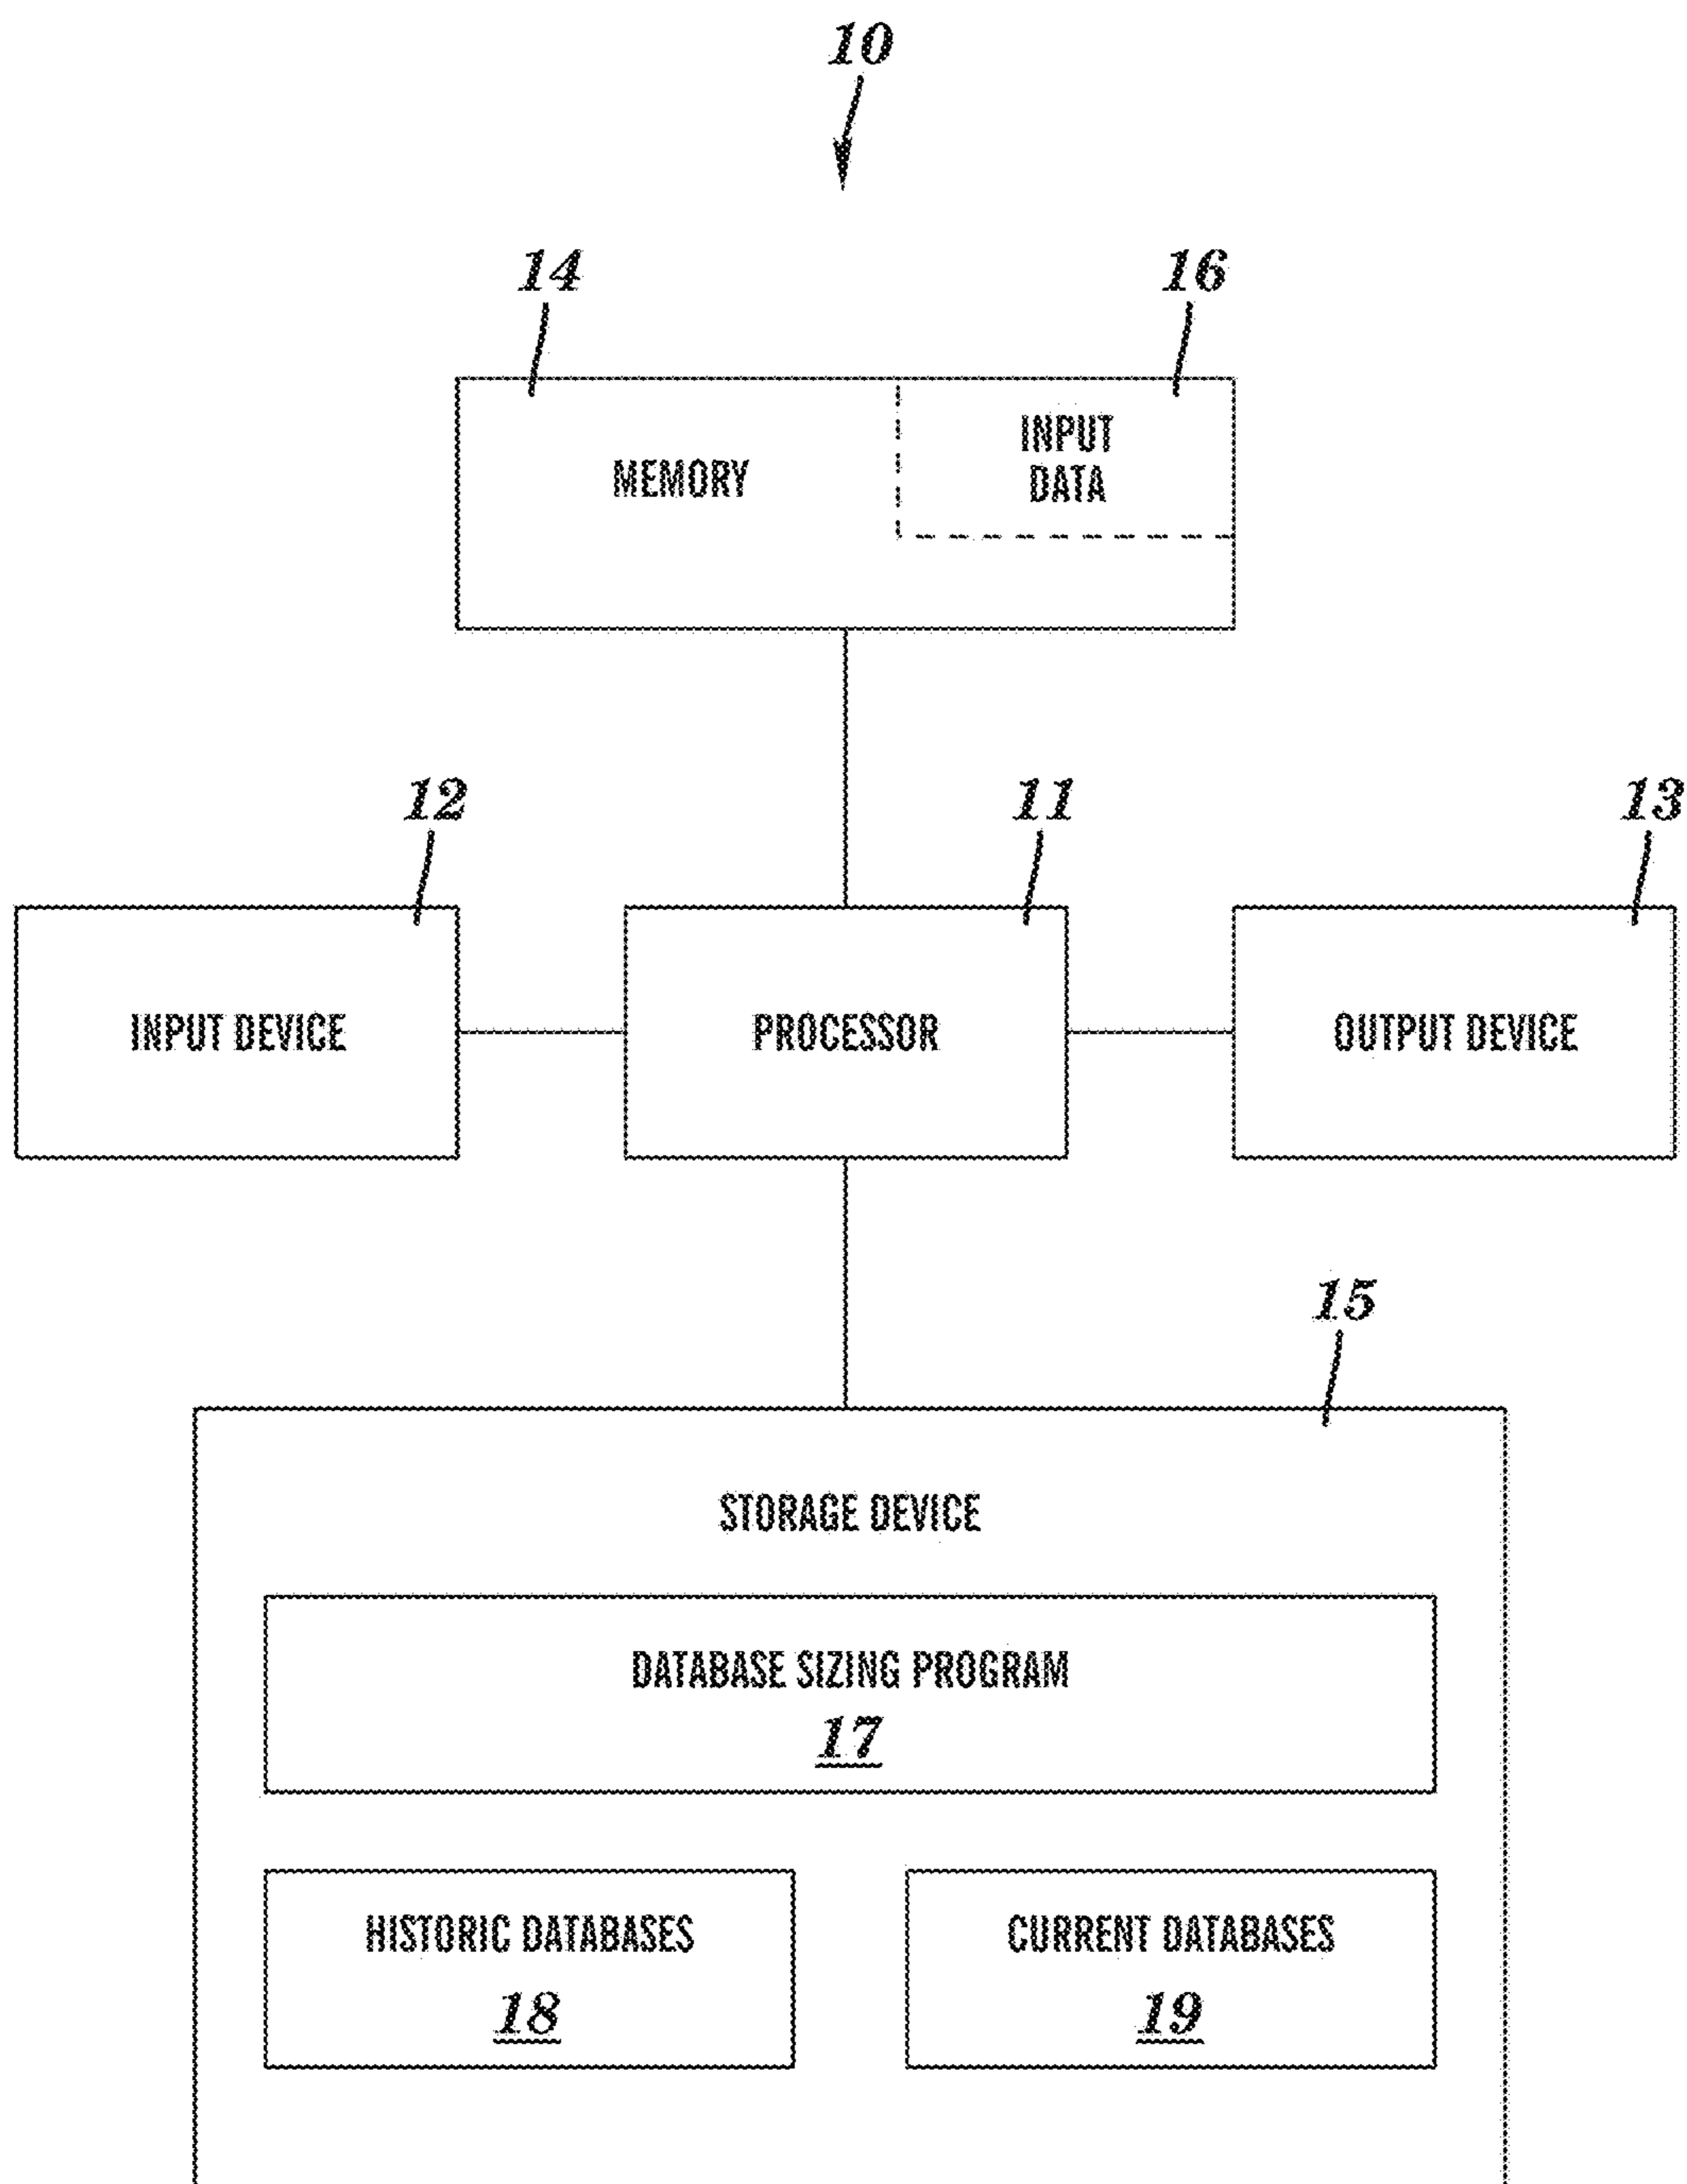 10
14
16
MEMORY
INPUT
DATA
12
11
13
INPUT DEVICE
PROCESSOR
OUTPUT DEVICE
15
STORAGE DEVICE
DATABASE SIZING PROGRAM
17
HISTORIC DATABASES
18
CURRENT DATABASES
19